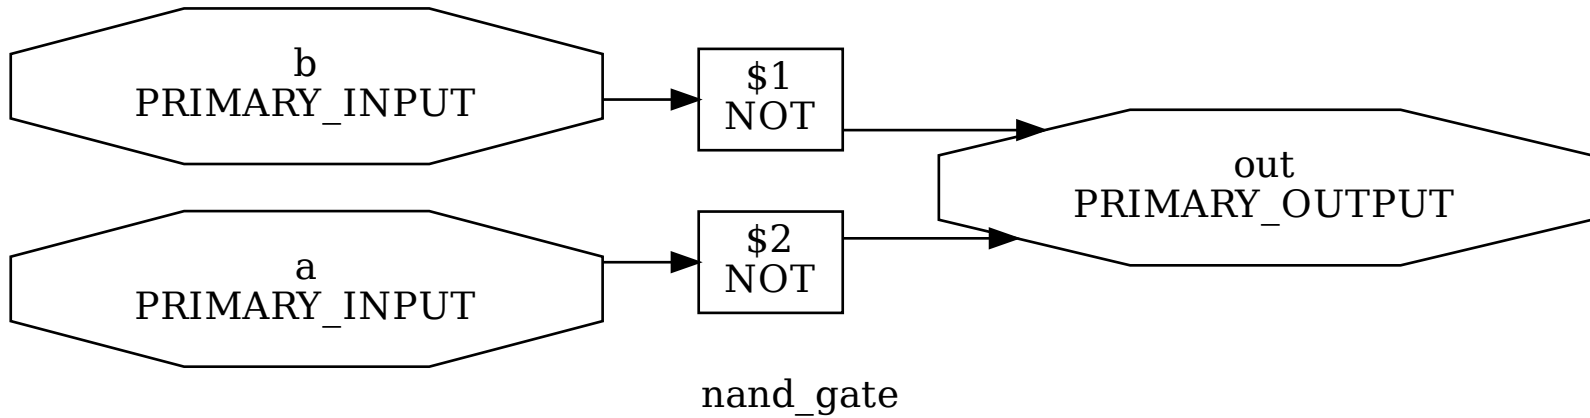 b
PRIMARY_INPUT
$1
NOT
out
PRIMARY_OUTPUT
a
PRIMARY_INPUT
$2
NOT
nand_gate